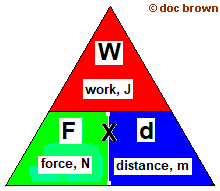 © doc brown
W
work, J
F X d
force, N distance, m